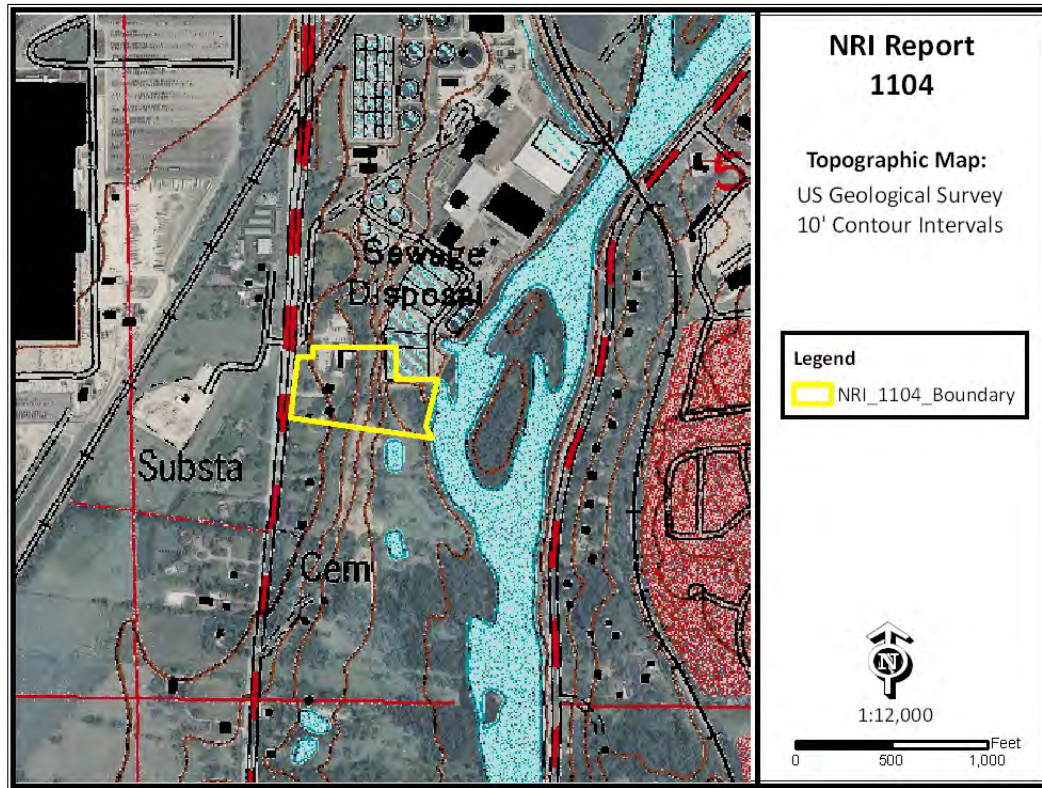 Sewage
Disposal
Substa
Cem
5
NRI Report
1104
Topographic Map:
US Geological Survey
10' Contour Intervals
Legend
NRI_1104_Boundary
N
1:12,000
Feet
0 500 1,000